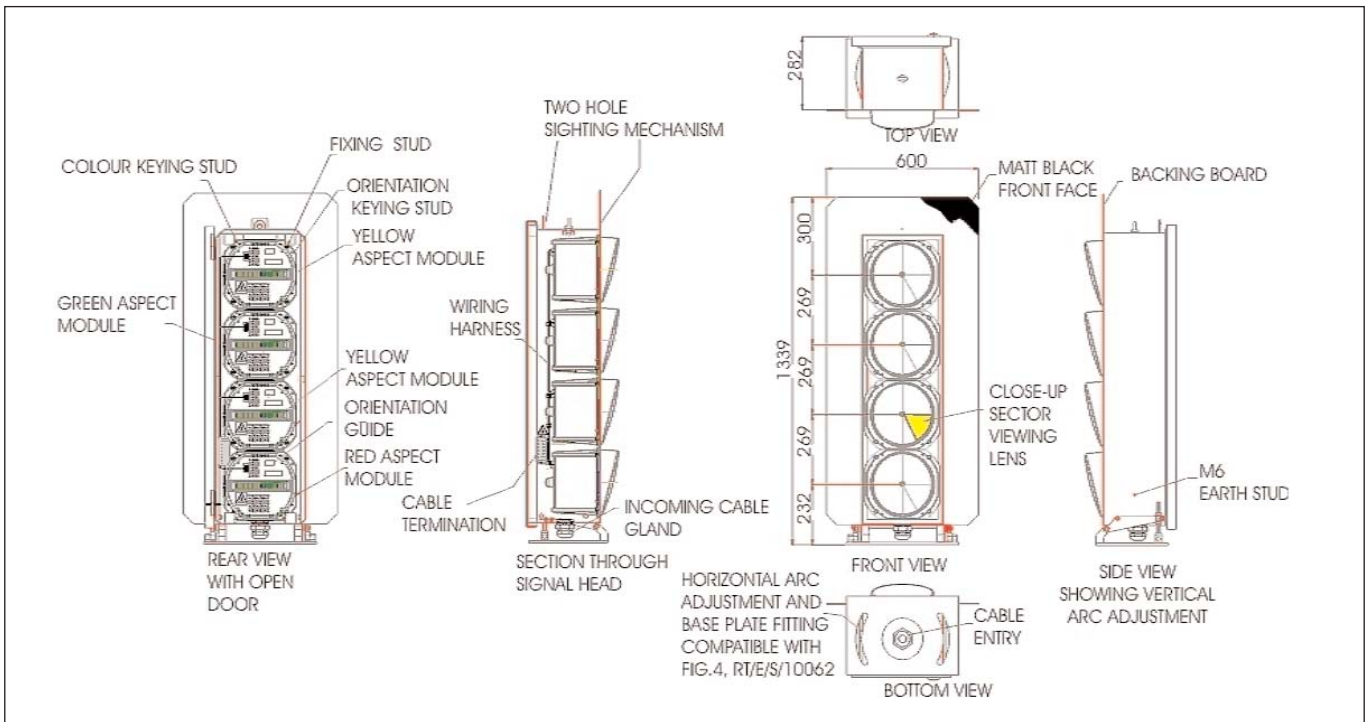 282
TOP VIEW
TWO HOLE
SIGHTING MECHANISM
FIXING STUD
COLOUR KEYING STUD
ORIENTATION
KEYING STUD
YELLOW
ASPECT MODULE
GREEN ASPECT
MODULE
YELLOW
ASPECT MODULE
ORIENTATION
GUIDE
RED ASPECT
MODULE
REAR VIEW
WITH OPEN
DOOR
WIRING
HARNESS
CABLE
TERMINATION
INCOMING CABLE
GLAND
SECTION THROUGH
SIGNAL HEAD
600
MATT BLACK
FRONT FACE
1339
300
269
269
269
232
CLOSE-UP
SECTOR
VIEWING
LENS
FRONT VIEW
BACKING BOARD
M6
EARTH STUD
SIDE VIEW
SHOWING VERTICAL
ARC ADJUSTMENT
HORIZONTAL ARC
ADJUSTMENT AND
BASE PLATE FITTING
COMPATIBLE WITH
FIG.4, RT/E/S/10062
CABLE
ENTRY
BOTTOM VIEW